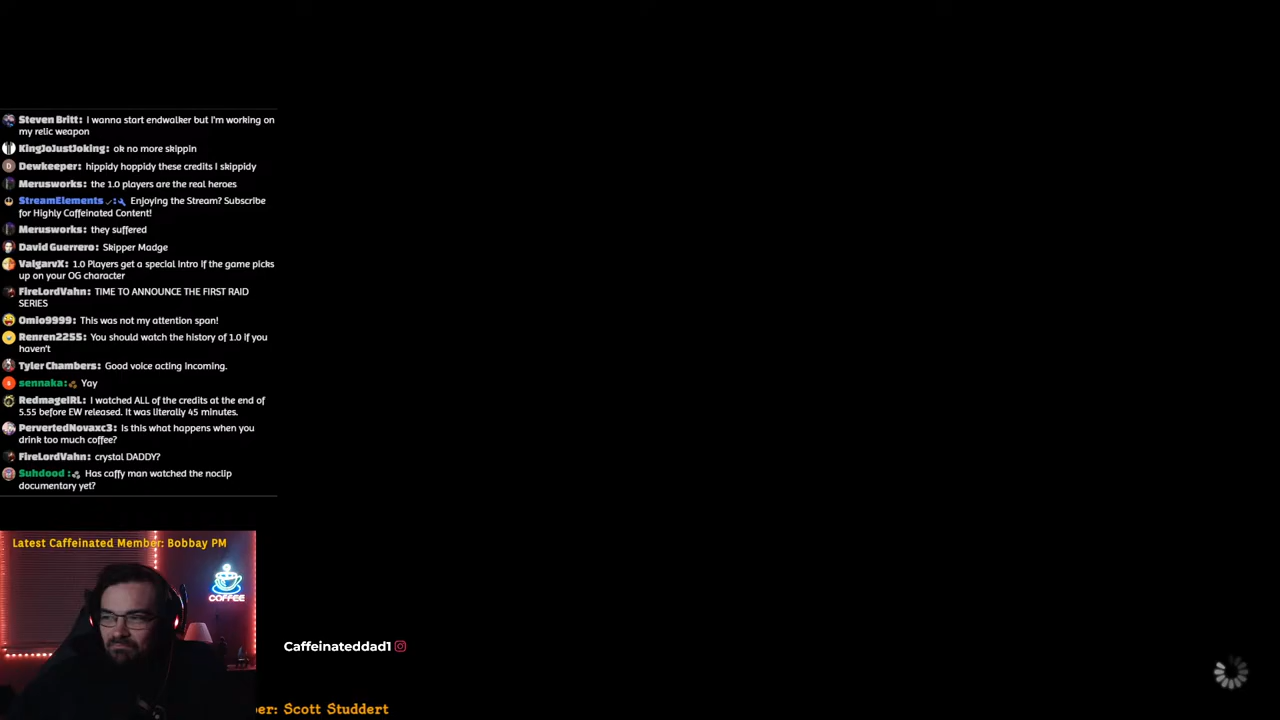 Steven Britt: I wanna start endwalker but I'm working on
my relic weapon
KingJoJustJoking: ok no more skippin
Dewkeeper: hippidy hoppidy these credits I skippidy
Merusworks: the 1.0 players are the real heroes
StreamElements: Enjoying the Stream? Subscribe
for Highly Caffeinated Content!
Merusworks: they suffered
David Guerrero: Skipper Madge
ValgarvX: 1.0 Players get a special intro if the game picks
up on your OG character
FireLordVahn: TIME TO ANNOUNCE THE FIRST RAID
SERIES
Omio9999: This was not my attention span!
Renren2255: You should watch the history of 1.0 if you
haven't
Tyler Chambers: Good voice acting incoming.
sennaka: Yay
RedmageIRL: I watched ALL of the credits at the end of
5.55 before EW released. It was literally 45 minutes.
PervertedNovaxc3: Is this what happens when you
drink too much coffee?
FireLordVahn: crystal DADDY?
Suhdood: Has caffy man watched the noclip
documentary yet?
Latest Caffeinated Member: Bobbay PM
COFFEE
Caffeinateddad1
ber: Scott Studdert